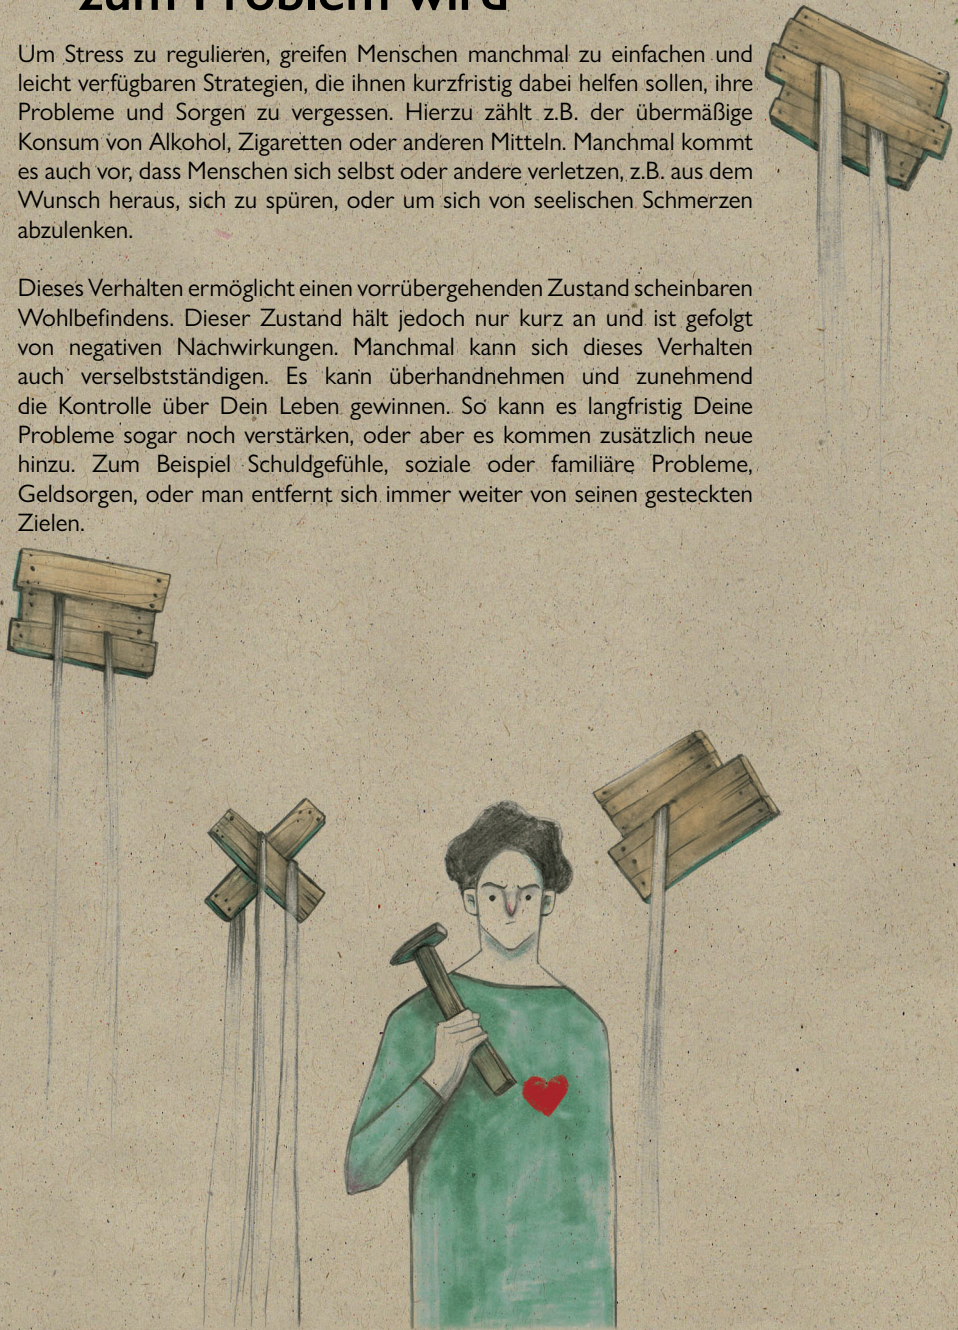 zum Problem wird
Um Stress zu regulieren, greifen Menschen manchmal zu einfachen und
leicht verfügbaren Strategien, die ihnen kurzfristig dabei helfen sollen, ihre
Probleme und Sorgen zu vergessen. Hierzu zählt z.B. der übermäßige
Konsum von Alkohol, Zigaretten oder anderen Mitteln. Manchmal kommt
es auch vor, dass Menschen sich selbst oder andere verletzen, z.B. aus dem
Wunsch heraus, sich zu spüren, oder um sich von seelischen Schmerzen
abzulenken.
Dieses Verhalten ermöglicht einen vorrübergehenden Zustand scheinbaren
Wohlbefindens. Dieser Zustand hält jedoch nur kurz an und ist gefolgt
von negativen Nachwirkungen. Manchmal kann sich dieses Verhalten
auch verselbstständigen. Es kann überhandnehmen und zunehmend
die Kontrolle über Dein Leben gewinnen. So kann es langfristig Deine
Probleme sogar noch verstärken, oder aber es kommen zusätzlich neue
hinzu. Zum Beispiel Schuldgefühle, soziale oder familiäre Probleme,
Geldsorgen, oder man entfernt sich immer weiter von seinen gesteckten
Zielen.